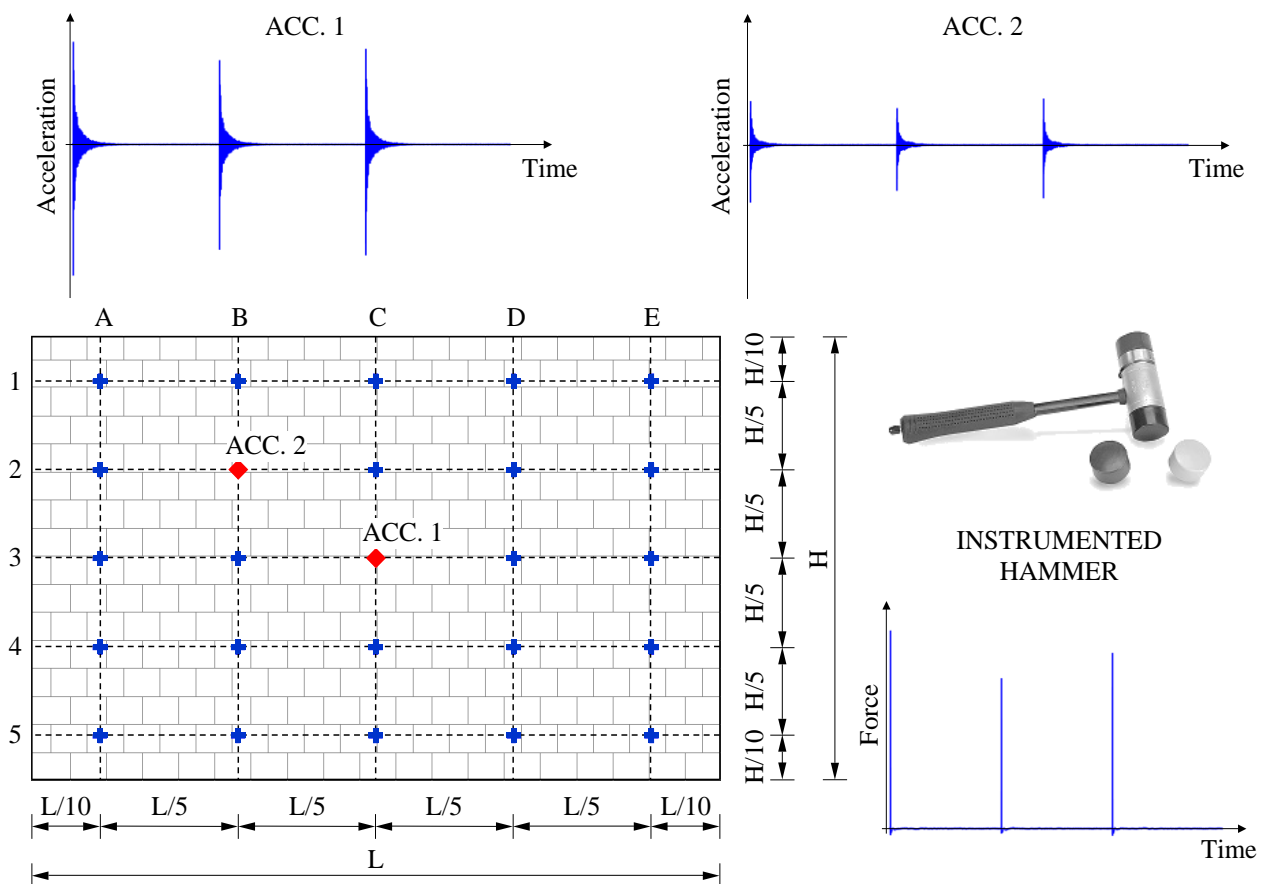 ACC. 1
Acceleration
Time
ACC. 2
Acceleration
Time
A B C D E
1
2
3
4
5
ACC. 2
ACC. 1
H/10
H/5
H/5
H/5
H/5
H/10
H
L/10 L/5 L/5 L/5 L/5 L/10
L
INSTRUMENTED
HAMMER
Force
Time